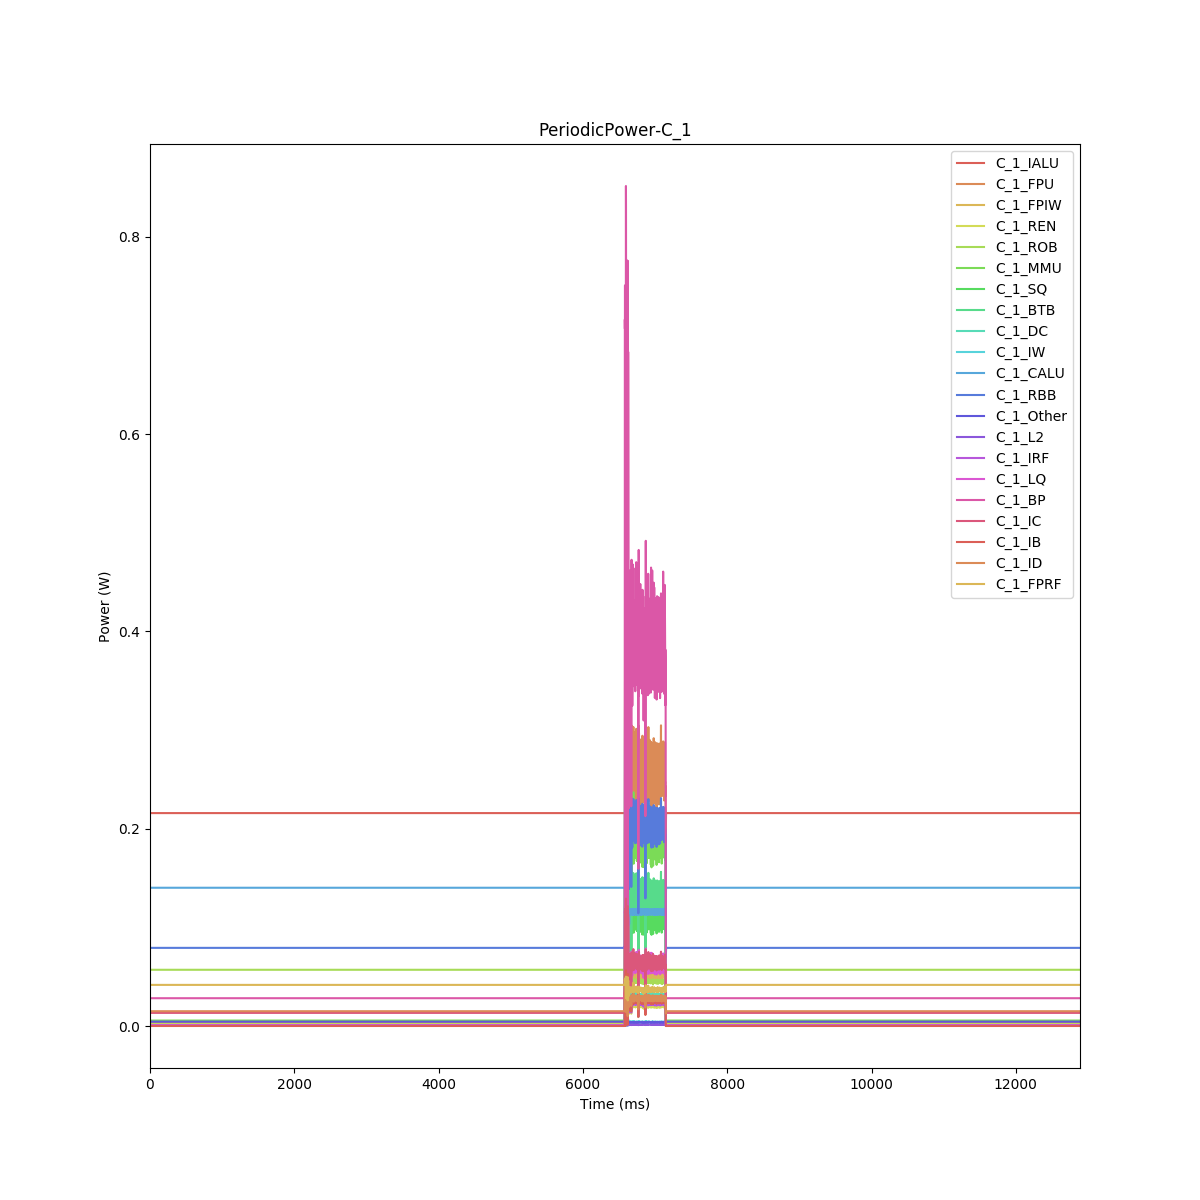 PeriodicPower-C_1
C_1_IALU
C_1_FPU
C_1_FPIW
C_1_REN
C_1_ROB
C_1_MMU
C_1_SQ
C_1_BTB
C_1_DC
C_1_IW
C_1_CALU
C_1_RBB
C_1_Other
C_1_L2
C_1_IRF
C_1_LQ
C_1_BP
C_1_IC
C_1_IB
C_1_ID
C_1_FPRF
0.8
0.6
0.4
0.2
0.0
Power (W)
0 2000 4000 6000 8000 10000 12000
Time (ms)